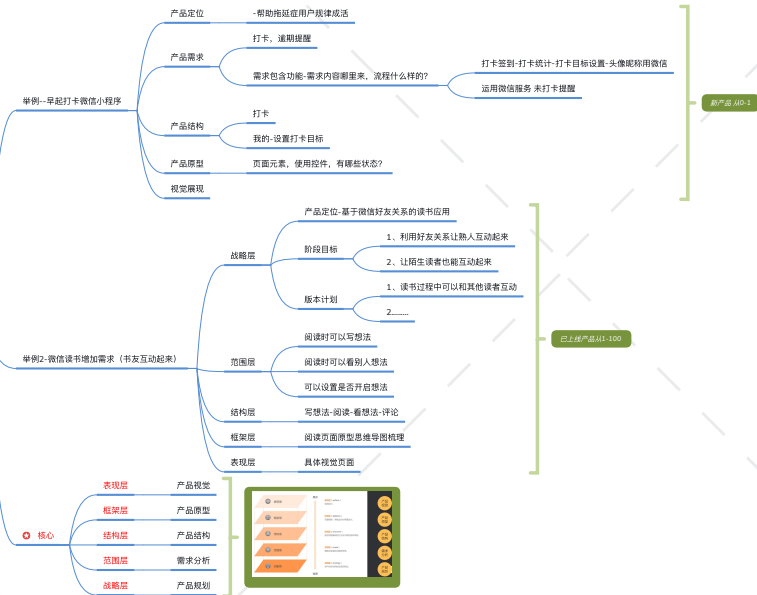 产品定位
-帮助拖延症用户规律成活
打卡，逾期提醒
产品需求
需求包含功能-需求内容哪里来，流程什么样的?
打卡签到-打卡统计-打卡目标设置-头像昵称用微信
运用微信服务 未打卡提醒
新产品 从0-1
举例--早起打卡微信小程序
打卡
产品结构
我的-设置打卡目标
产品原型
页面元素，使用控件，有哪些状态?
视觉展现
产品定位-基于微信好友关系的读书应用
战略层
阶段目标
1、利用好友关系让熟人互动起来
2、让陌生读者也能互动起来
版本计划
1、读书过程中可以和其他读者互动
2........
已上线产品从1-100
举例2-微信读书增加需求（书友互动起来）
阅读时可以写想法
范围层
阅读时可以看别人想法
可以设置是否开启想法
结构层
写想法-阅读-看想法-评论
框架层
阅读页面原型思维导图梳理
表现层
具体视觉页面
核心
表现层
产品视觉
框架层
产品原型
结构层
产品结构
范围层
需求分析
战略层
产品规划